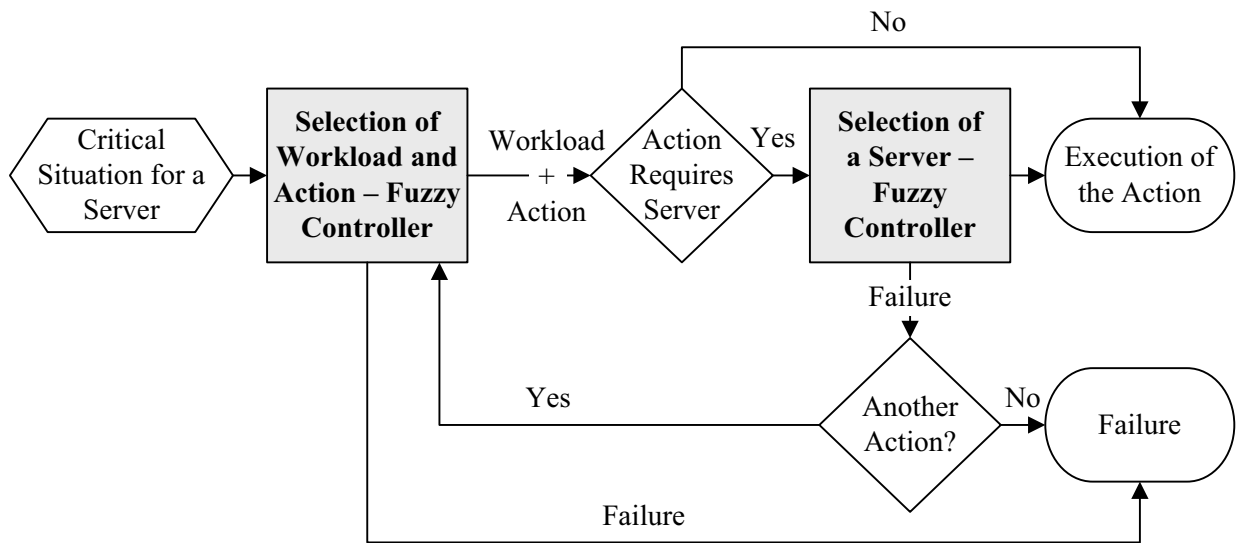 No
Critical
Situation for a
Server
Selection of
Workload and
Action – Fuzzy
Controller
Workload
+
Action
Action
Requires
Server
Yes
Selection of
a Server –
Fuzzy
Controller
Execution of
the Action
Failure
Yes
Another
Action?
No
Failure
Failure